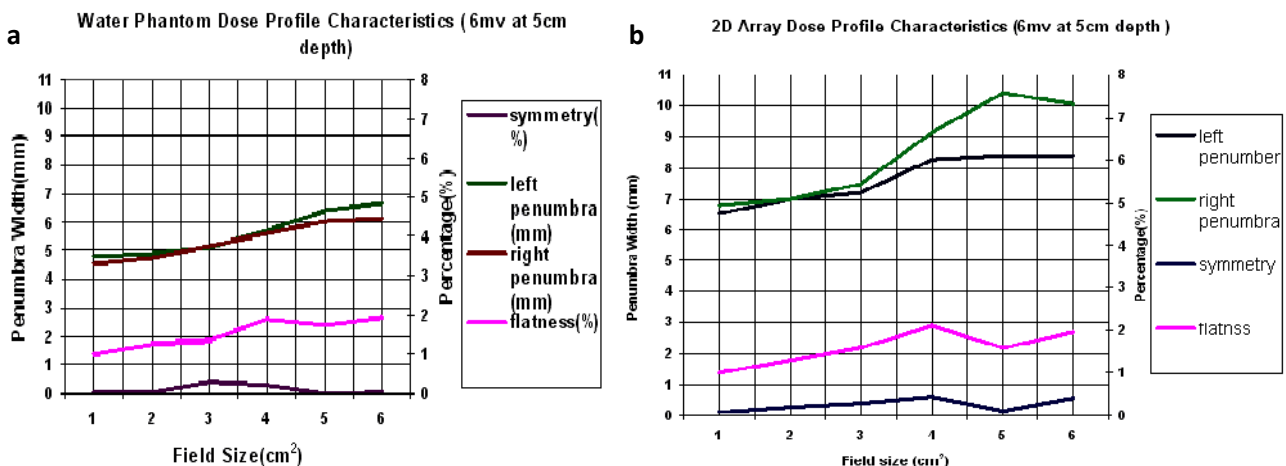 a
Water Phantom Dose Profile Characteristics ( 6mv at 5cm
depth)
11
10
9
8
7
6
5
4
3
2
1
0
Penumbra Width(mm)
8
7
6
5
4
3
2
1
0
Percentage(%)
1 2 3 4 5 6
Field Size(cm²)
symmetry(
%)
left
penumbra
(mm)
right
penumbra
(mm)
flatness(%)
b
2D Array Dose Profile Characteristics (6mv at 5cm depth )
11
10
9
8
7
6
5
4
3
2
1
0
Penumbra Width (mm)
8
7
6
5
4
3
2
1
0
Percentage(%)
1 2 3 4 5 6
Field size (cm²)
left
penumber
right
penumbra
symmetry
flatnss